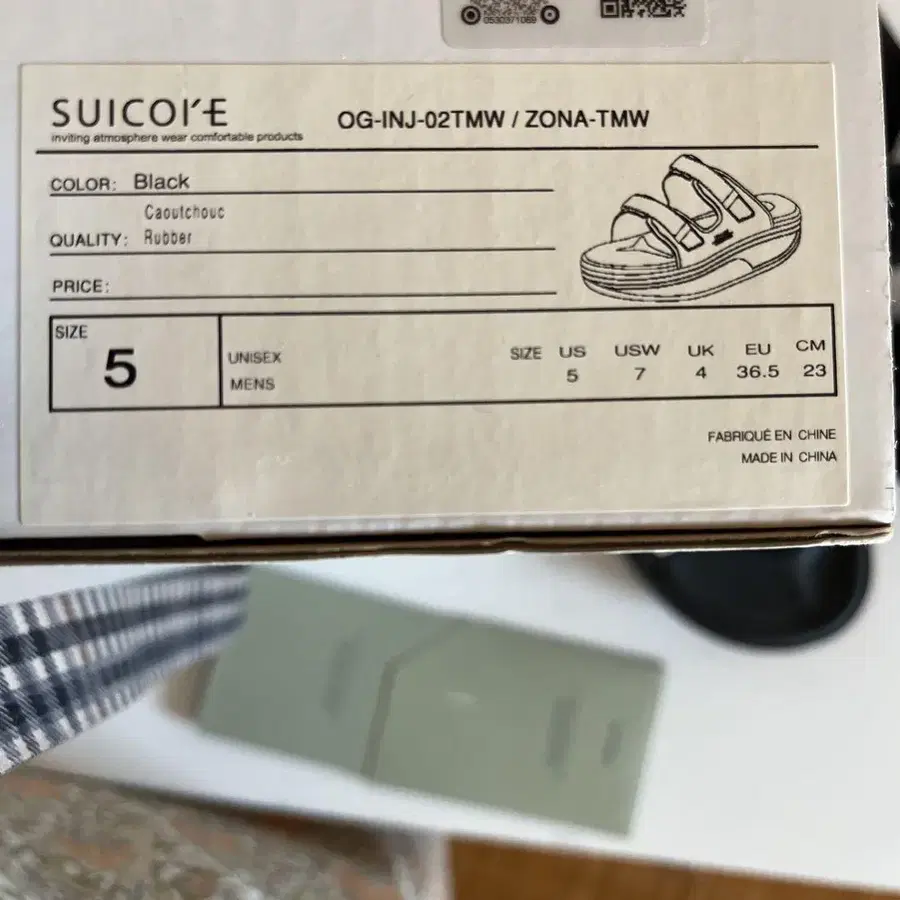 0530371069
SUICOKE
inviting atmosphere wear comfortable products
OG-INJ-02TMW / ZONA-TMW
COLOR: Black
Caoutchouc
QUALITY: Rubber
PRICE:
SIZE
5
UNISEX
MENS
SIZE US USW UK EU CM
5 7 4 36.5 23
FABRIQUÉ EN CHINE
MADE IN CHINA